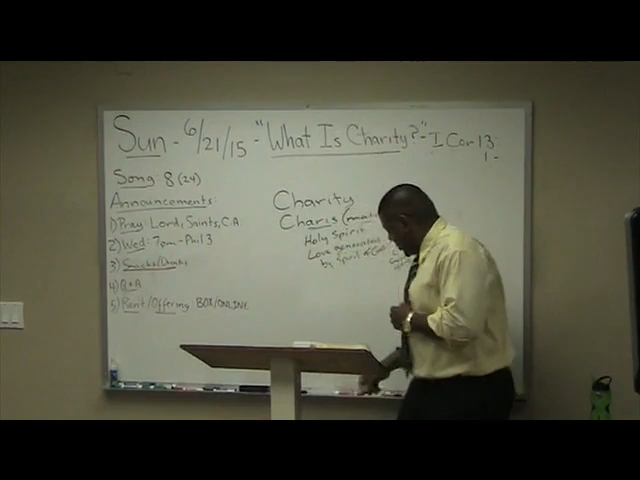 Sun - 6/21/15 - "What Is Charity?" - I Cor 13:
1-
Song 8 (24)
Announcements:
1) Pray: Lord, Saints, C.A
2) Wed: 7pm - Phil 3
3) Snacks/Drinks
4) Q & A
5) Rent/Offering: BOX/ONLINE
Charity
Charis
Holy Spirit
Love generated
by Spirit of God